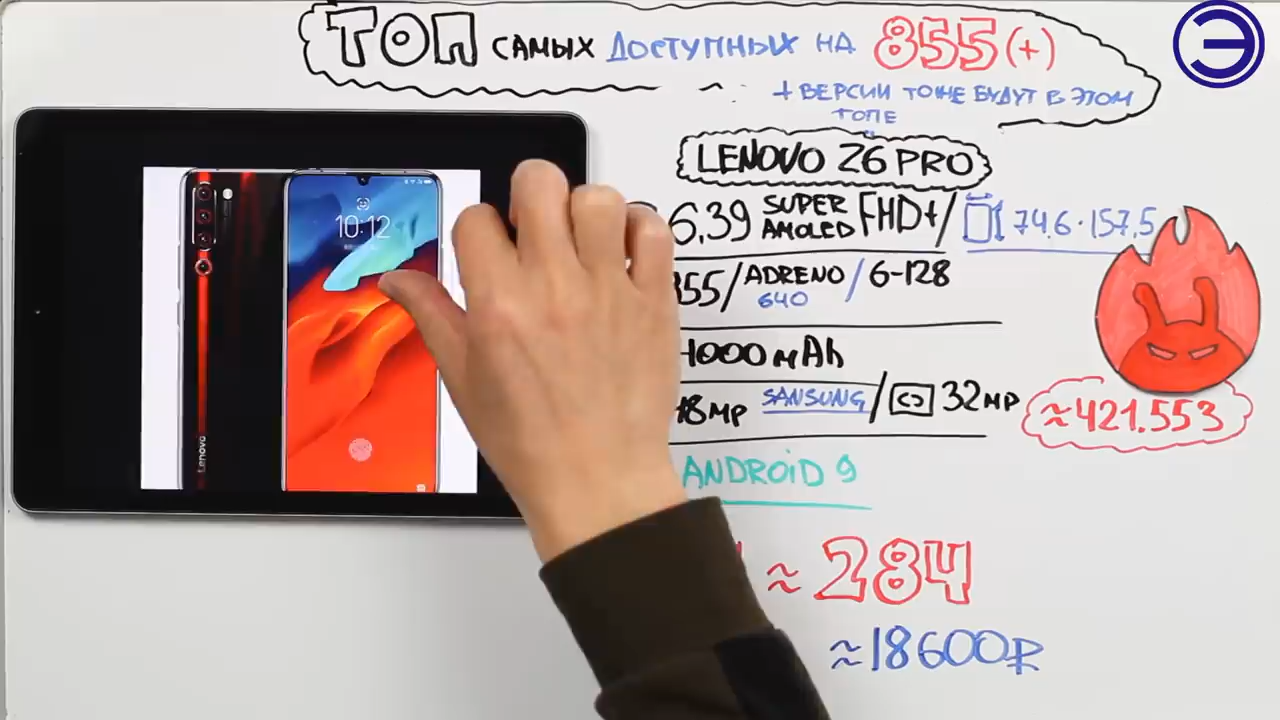 ТОП САМЫХ ДОСТУПНЫХ НА 855(+)
+ ВЕРСИИ ТОЖЕ БУДУТ В ЭТОМ
ТОПЕ
LENOVO Z6 PRO
6,39 SUPER AMOLED FHD+/ 74,6·157,5
855/ADRENO 640/6-128
4000 mAh
48MP SANSUNG/ 32MP
≈421.553
ANDROiD 9
≈284
≈18600₽
10:12
Lenovo
Э